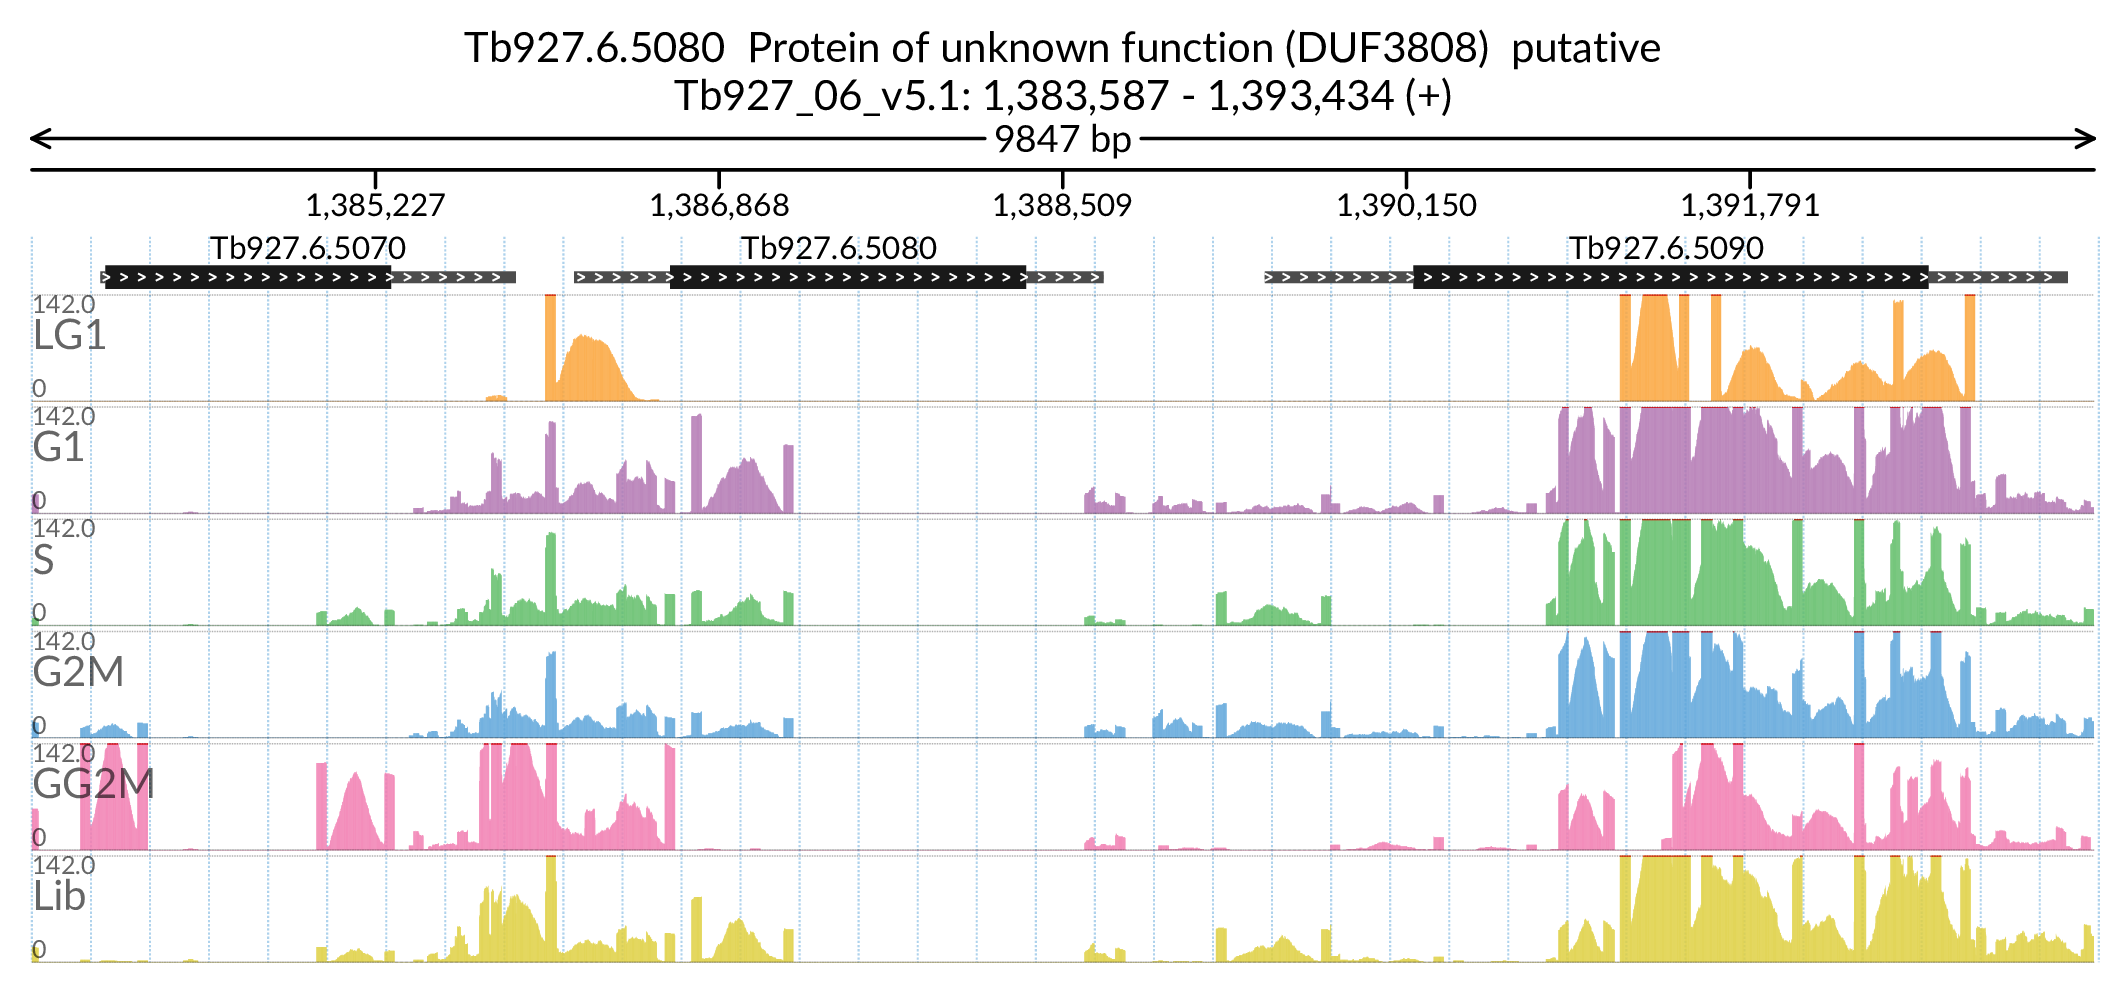 Tb927.6.5080  Protein of unknown function (DUF3808)  putative
Tb927_06_v5.1: 1,383,587 - 1,393,434 (+)
9847 bp
1,385,227 1,386,868 1,388,509 1,390,150 1,391,791
Tb927.6.5070 Tb927.6.5080 Tb927.6.5090
142.0
LG1
0
142.0
G1
0
142.0
S
0
142.0
G2M
0
142.0
GG2M
0
142.0
Lib
0